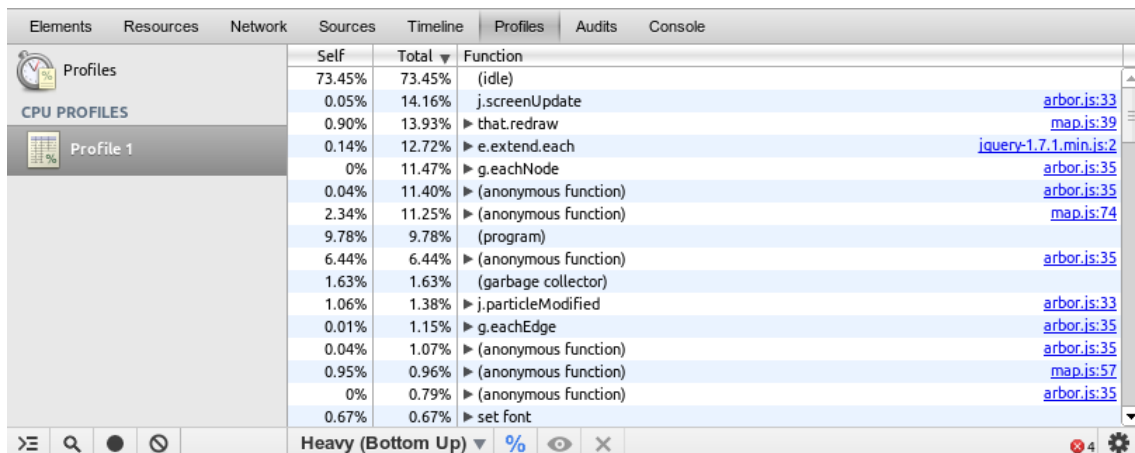 Elements Resources Network Sources Timeline Profiles Audits Console
Profiles
CPU PROFILES
Profile 1
Self Total Function
73.45% 73.45% (idle)
0.05% 14.16% j.screenUpdate arbor.js:33
0.90% 13.93% that.redraw map.js:39
0.14% 12.72% e.extend.each jquery-1.7.1.min.js:2
0% 11.47% g.eachNode arbor.js:35
0.04% 11.40% (anonymous function) arbor.js:35
2.34% 11.25% (anonymous function) map.js:74
9.78% 9.78% (program)
6.44% 6.44% (anonymous function) arbor.js:35
1.63% 1.63% (garbage collector)
1.06% 1.38% j.particleModified arbor.js:33
0.01% 1.15% g.eachEdge arbor.js:35
0.04% 1.07% (anonymous function) arbor.js:35
0.95% 0.96% (anonymous function) map.js:57
0% 0.79% (anonymous function) arbor.js:35
0.67% 0.67% set font
Heavy (Bottom Up) % 4